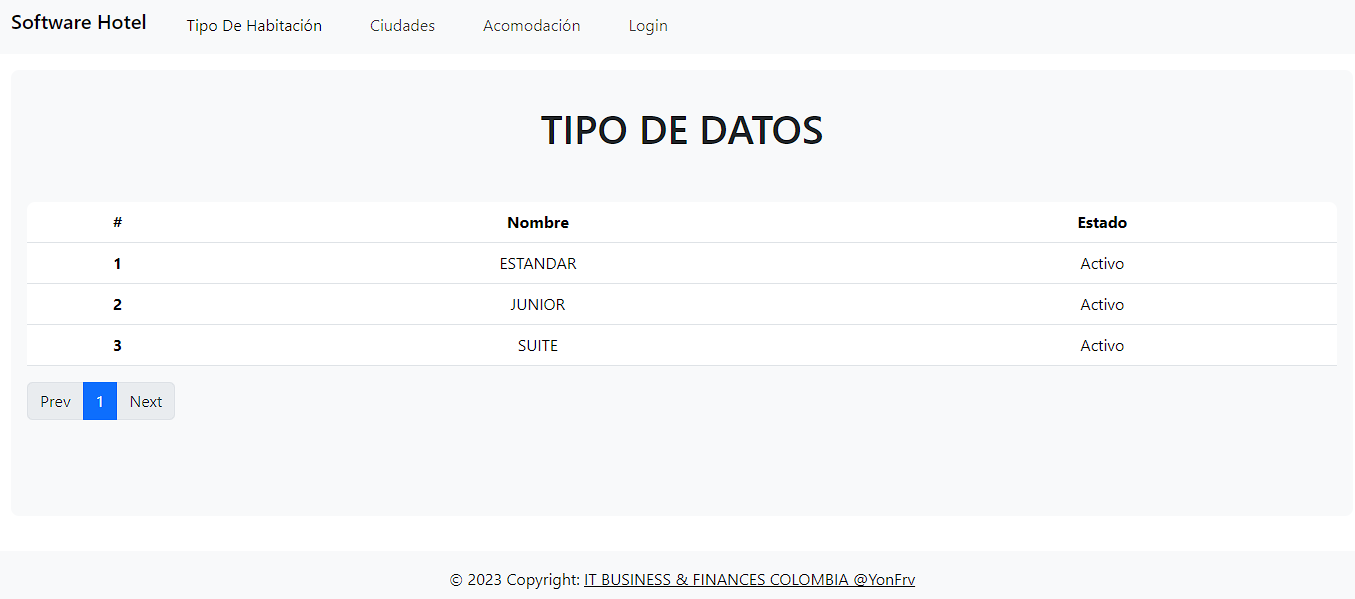 Software Hotel Tipo De Habitación Ciudades Acomodación Login
TIPO DE DATOS
# Nombre Estado
1 ESTANDAR Activo
2 JUNIOR Activo
3 SUITE Activo
Prev 1 Next
© 2023 Copyright: IT BUSINESS & FINANCES COLOMBIA @YonFrv